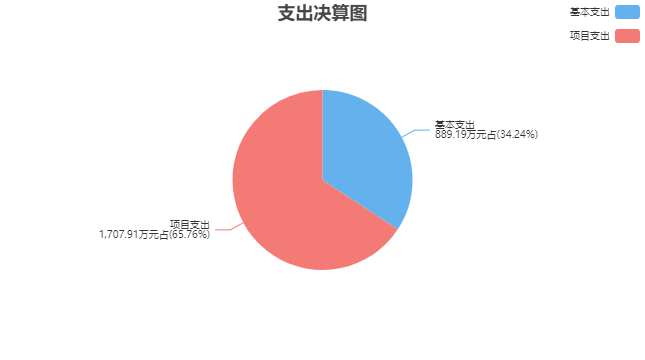 支出决算图
基本支出
项目支出
基本支出
889.19万元占(34.24%)
项目支出
1,707.91万元占(65.76%)